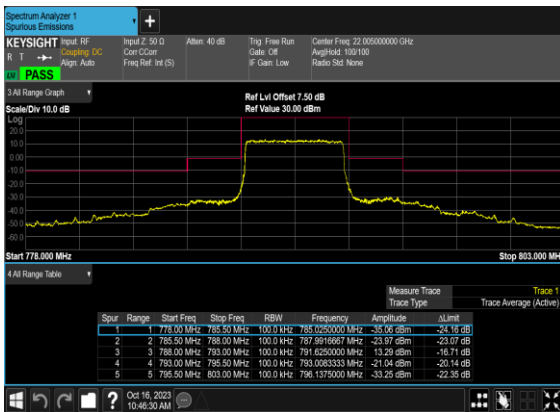 Spectrum Analyzer 1
Spurious Emissions
KEYSIGHT Input: RF Input Z: 50 Ω Atten: 40 dB Trig: Free Run Center Freq: 22.005000000 GHz
R T Coupling: DC Corr CCorr Gate: Off Avg|Hold: 100/100
Align: Auto Freq Ref: Int (S) IF Gain: Low Radio Std: None
PASS
3 All Range Graph
Ref Lvl Offset 7.50 dB
Scale/Div 10.0 dB Ref Value 30.00 dBm
Log
20.0
10.0
0.00
-10.0
-20.0
-30.0
-40.0
-50.0
-60.0
Start 778.000 MHz Stop 803.000 MH
4 All Range Table
Measure Trace Trace 1
Trace Type Trace Average (Active)
Spur Range Start Freq Stop Freq RBW Frequency Amplitude ΔLimit
1 1 778.00 MHz 785.50 MHz 100.0 kHz 785.0250000 MHz -35.06 dBm -24.16 dB
2 2 785.50 MHz 788.00 MHz 100.0 kHz 787.9916667 MHz -23.97 dBm -23.07 dB
3 3 788.00 MHz 793.00 MHz 100.0 kHz 791.6250000 MHz 13.29 dBm -16.71 dB
4 4 793.00 MHz 795.50 MHz 100.0 kHz 793.0083333 MHz -21.04 dBm -20.14 dB
5 5 795.50 MHz 803.00 MHz 100.0 kHz 796.1375000 MHz -33.25 dBm -22.35 dB
Oct 16, 2023
10:46:30 AM